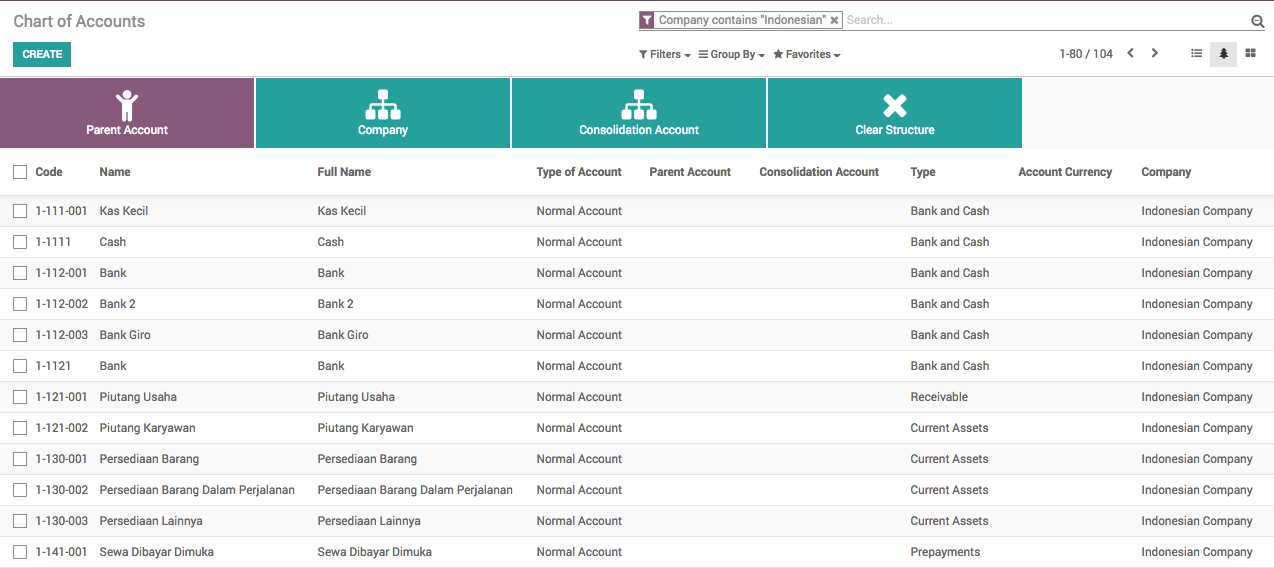 Chart of Accounts
Company contains "Indonesian" ✖ Search...
CREATE
Filters Group By Favorites
1-80 / 104
Parent Account Company Consolidation Account Clear Structure
Code Name Full Name Type of Account Parent Account Consolidation Account Type Account Currency Company
1-111-001 Kas Kecil Kas Kecil Normal Account Bank and Cash Indonesian Company
1-1111 Cash Cash Normal Account Bank and Cash Indonesian Company
1-112-001 Bank Bank Normal Account Bank and Cash Indonesian Company
1-112-002 Bank 2 Bank 2 Normal Account Bank and Cash Indonesian Company
1-112-003 Bank Giro Bank Giro Normal Account Bank and Cash Indonesian Company
1-1121 Bank Bank Normal Account Bank and Cash Indonesian Company
1-121-001 Piutang Usaha Piutang Usaha Normal Account Receivable Indonesian Company
1-121-002 Piutang Karyawan Piutang Karyawan Normal Account Current Assets Indonesian Company
1-130-001 Persediaan Barang Persediaan Barang Normal Account Current Assets Indonesian Company
1-130-002 Persediaan Barang Dalam Perjalanan Persediaan Barang Dalam Perjalanan Normal Account Current Assets Indonesian Company
1-130-003 Persediaan Lainnya Persediaan Lainnya Normal Account Current Assets Indonesian Company
1-141-001 Sewa Dibayar Dimuka Sewa Dibayar Dimuka Normal Account Prepayments Indonesian Company